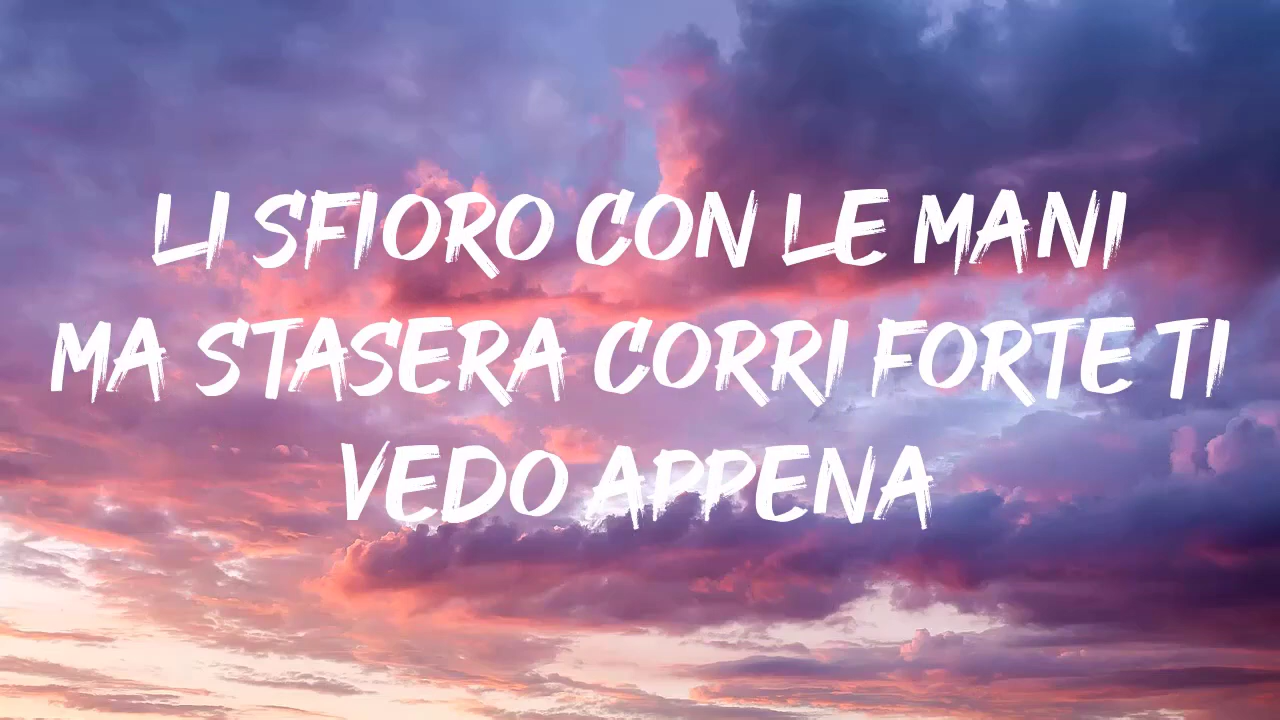 LI SFIORO CON LE MANI
MA STASERA CORRI FORTE TI
VEDO APPENA